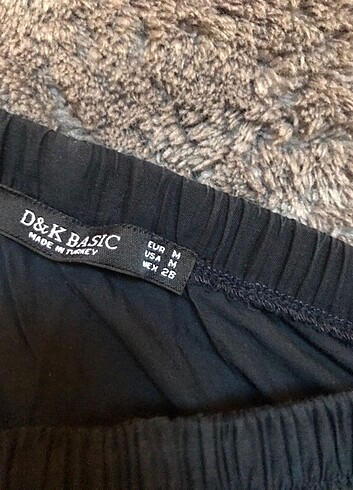 D&K BASIC
MADE IN TURKEY
EUR M
USA M
MEX 28